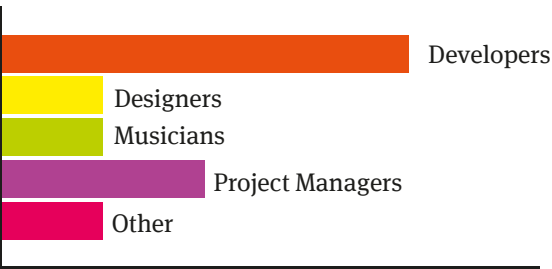 Developers
Designers
Musicians
Project Managers
Other